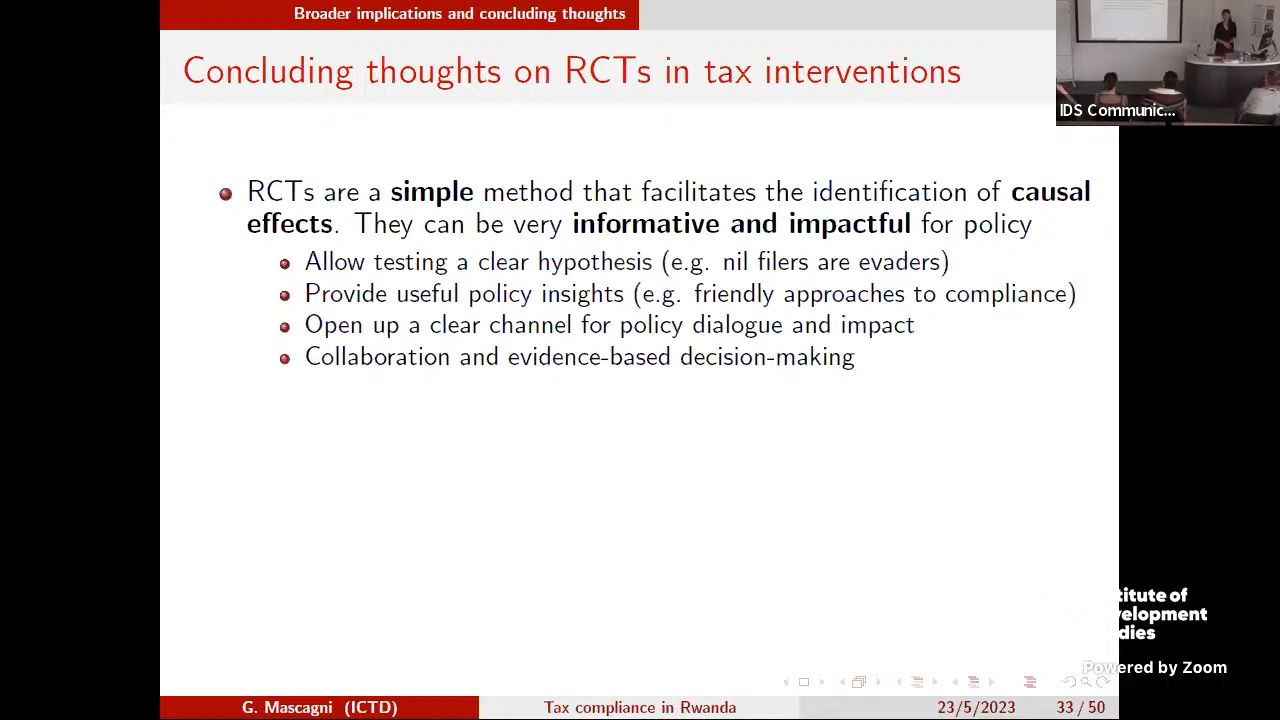 Broader implications and concluding thoughts
Concluding thoughts on RCTs in tax interventions
IDS Communic...
RCTs are a simple method that facilitates the identification of causal
effects. They can be very informative and impactful for policy
Allow testing a clear hypothesis (e.g. nil filers are evaders)
Provide useful policy insights (e.g. friendly approaches to compliance)
Open up a clear channel for policy dialogue and impact
Collaboration and evidence-based decision-making
titute of
velopment
dies
Powered by Zoom
G. Mascagni (ICTD)
Tax compliance in Rwanda
23/5/2023
33 / 50